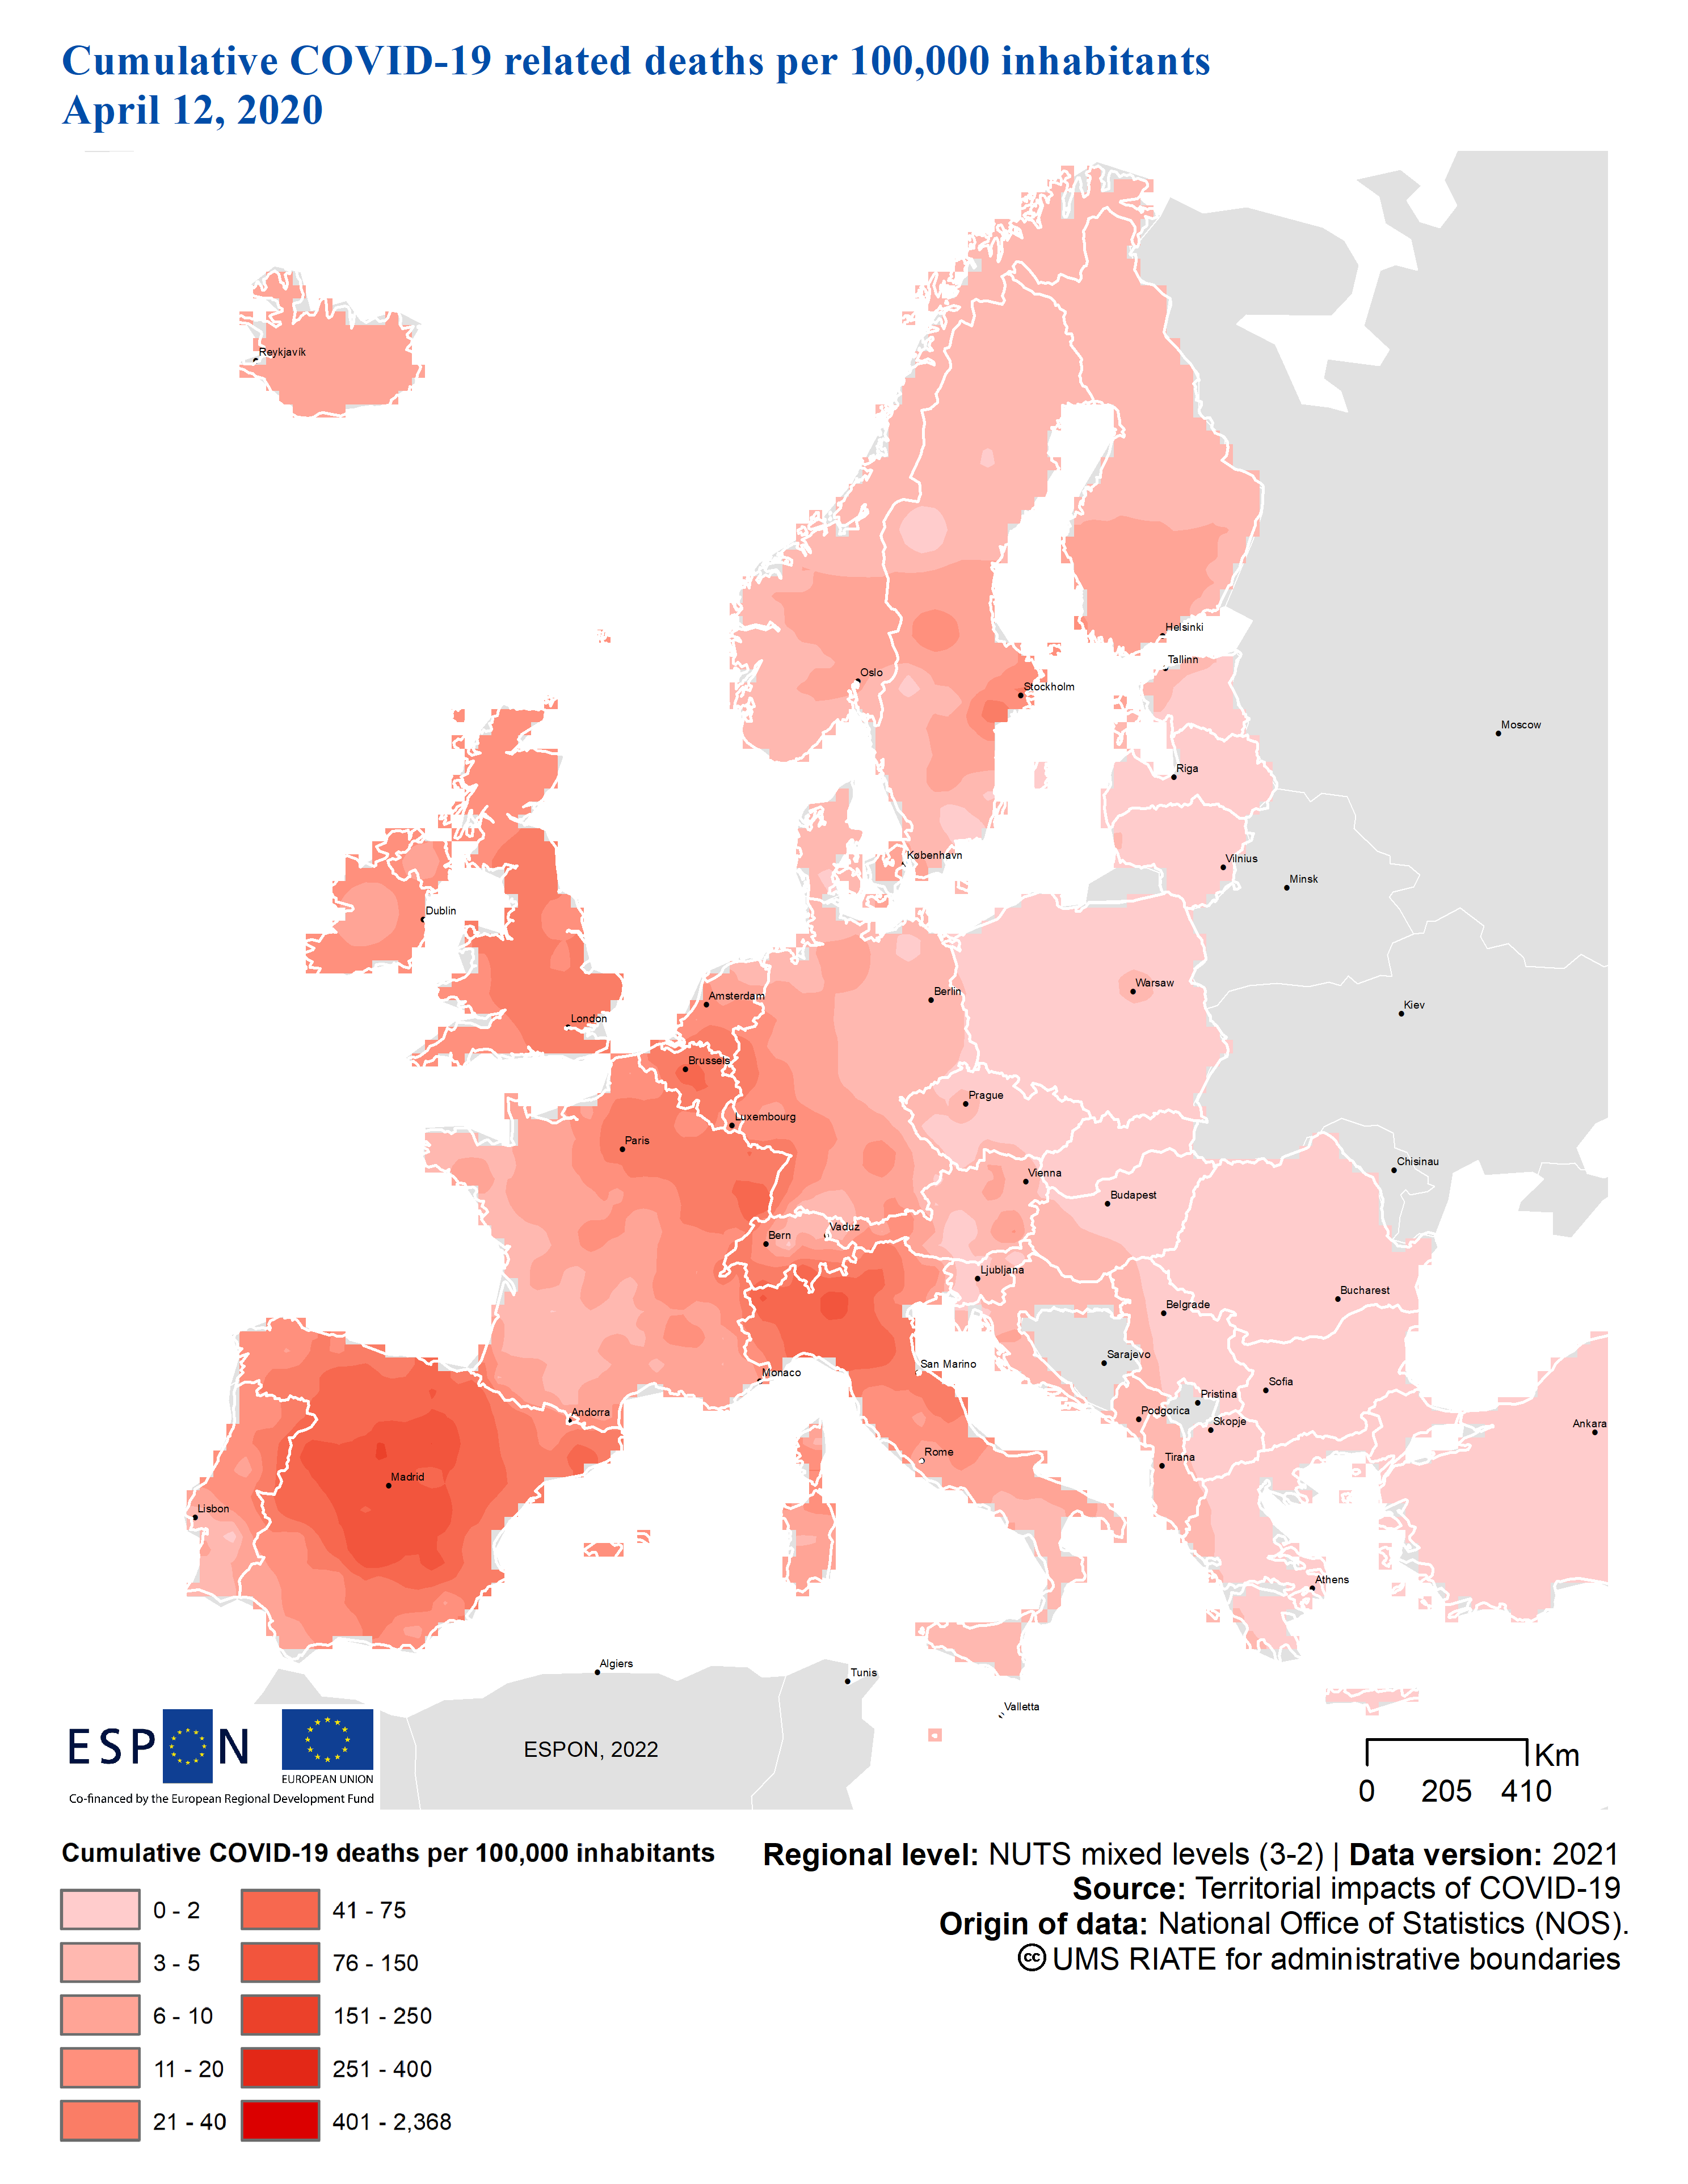 Cumulative COVID-19 related deaths per 100,000 inhabitants
April 12, 2020
Reykjavík
Helsinki
Tallinn
Oslo
Stockholm
Moscow
Riga
København
Vilnius
Minsk
Dublin
Amsterdam
Berlin
Warsaw
Kiev
London
Brussels
Prague
Luxembourg
Paris
Chisinau
Vienna
Budapest
Vaduz
Bern
Ljubljana
Bucharest
Belgrade
Sarajevo
San Marino
Monaco
Sofia
Pristina
Andorra
Podgorica
Skopje
Ankara
Rome
Tirana
Madrid
Lisbon
Athens
Algiers
Tunis
Valletta
ESPON
EUROPEAN UNION
Co-financed by the European Regional Development Fund
ESPON, 2022
Km
0 205 410
Cumulative COVID-19 deaths per 100,000 inhabitants
0 - 2
3 - 5
6 - 10
11 - 20
21 - 40
41 - 75
76 - 150
151 - 250
251 - 400
401 - 2,368
Regional level: NUTS mixed levels (3-2) | Data version: 2021
Source: Territorial impacts of COVID-19
Origin of data: National Office of Statistics (NOS).
cc UMS RIATE for administrative boundaries